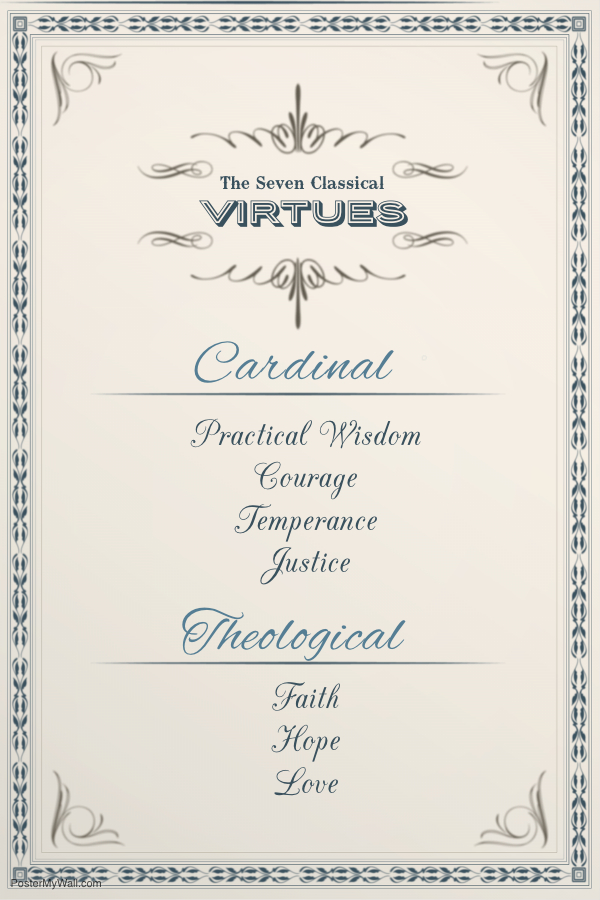 The Seven Classical
VIRTUES
Cardinal
Practical Wisdom
Courage
Temperance
Justice
Theological
Faith
Hope
Love
PosterMyWall.com